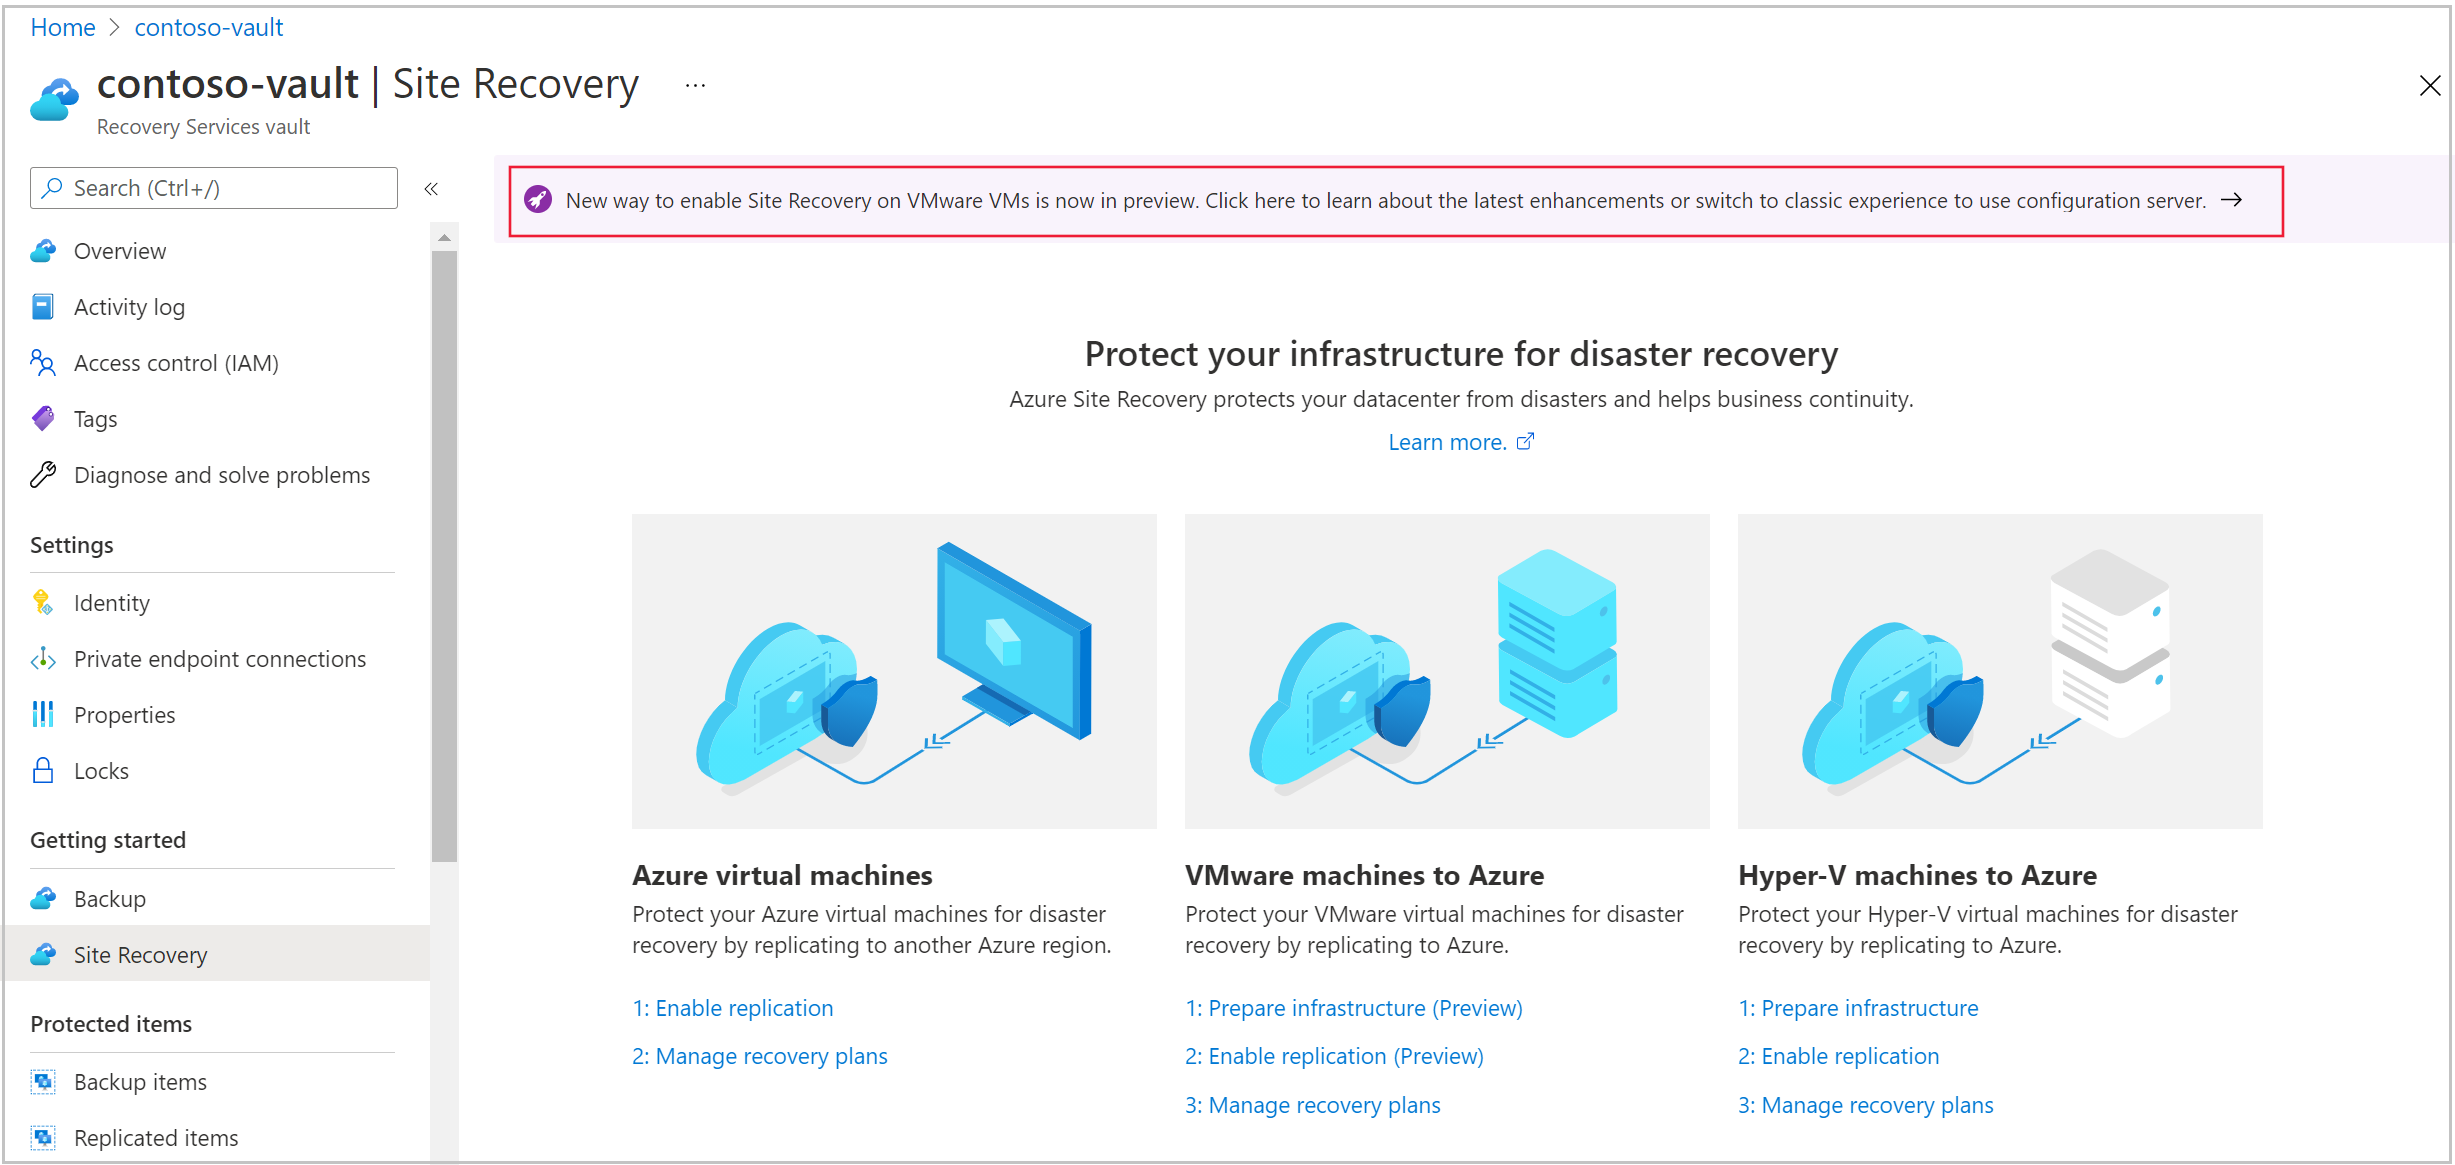 Home > contoso-vault
contoso-vault | Site Recovery ...
Recovery Services vault
Search (Ctrl+/)
«
New way to enable Site Recovery on VMware VMs is now in preview. Click here to learn about the latest enhancements or switch to classic experience to use configuration server. →
Overview
Activity log
Access control (IAM)
Tags
Diagnose and solve problems
Settings
Identity
Private endpoint connections
Properties
Locks
Getting started
Backup
Site Recovery
Protected items
Backup items
Replicated items
Protect your infrastructure for disaster recovery
Azure Site Recovery protects your datacenter from disasters and helps business continuity.
Learn more.
Azure virtual machines
Protect your Azure virtual machines for disaster
recovery by replicating to another Azure region.
1: Enable replication
2: Manage recovery plans
VMware machines to Azure
Protect your VMware virtual machines for disaster
recovery by replicating to Azure.
1: Prepare infrastructure (Preview)
2: Enable replication (Preview)
3: Manage recovery plans
Hyper-V machines to Azure
Protect your Hyper-V virtual machines for disaster
recovery by replicating to Azure.
1: Prepare infrastructure
2: Enable replication
3: Manage recovery plans